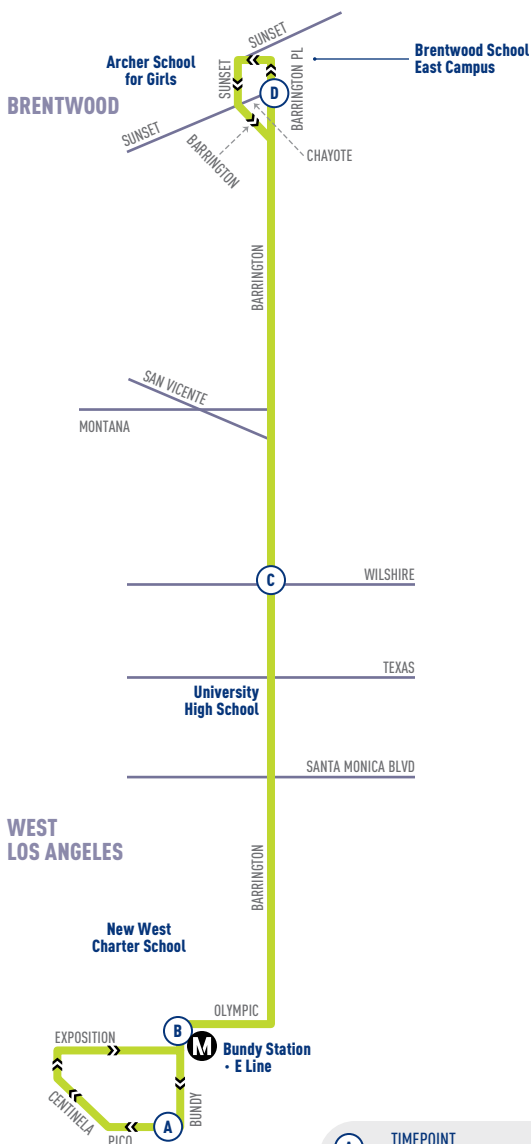 SUNSET
Archer School
for Girls
SUNSET
BARRINGTON PL
Brentwood School
East Campus
BRENTWOOD
D
SUNSET
BARRINGTON
CHAYOTE
BARRINGTON
SAN VICENTE
MONTANA
C
WILSHIRE
TEXAS
University
High School
SANTA MONICA BLVD
WEST
LOS ANGELES
BARRINGTON
New West
Charter School
OLYMPIC
B
EXPOSITION
M
Bundy Station
• E Line
CENTINELA
BUNDY
A
PICO
TIMEPOINT